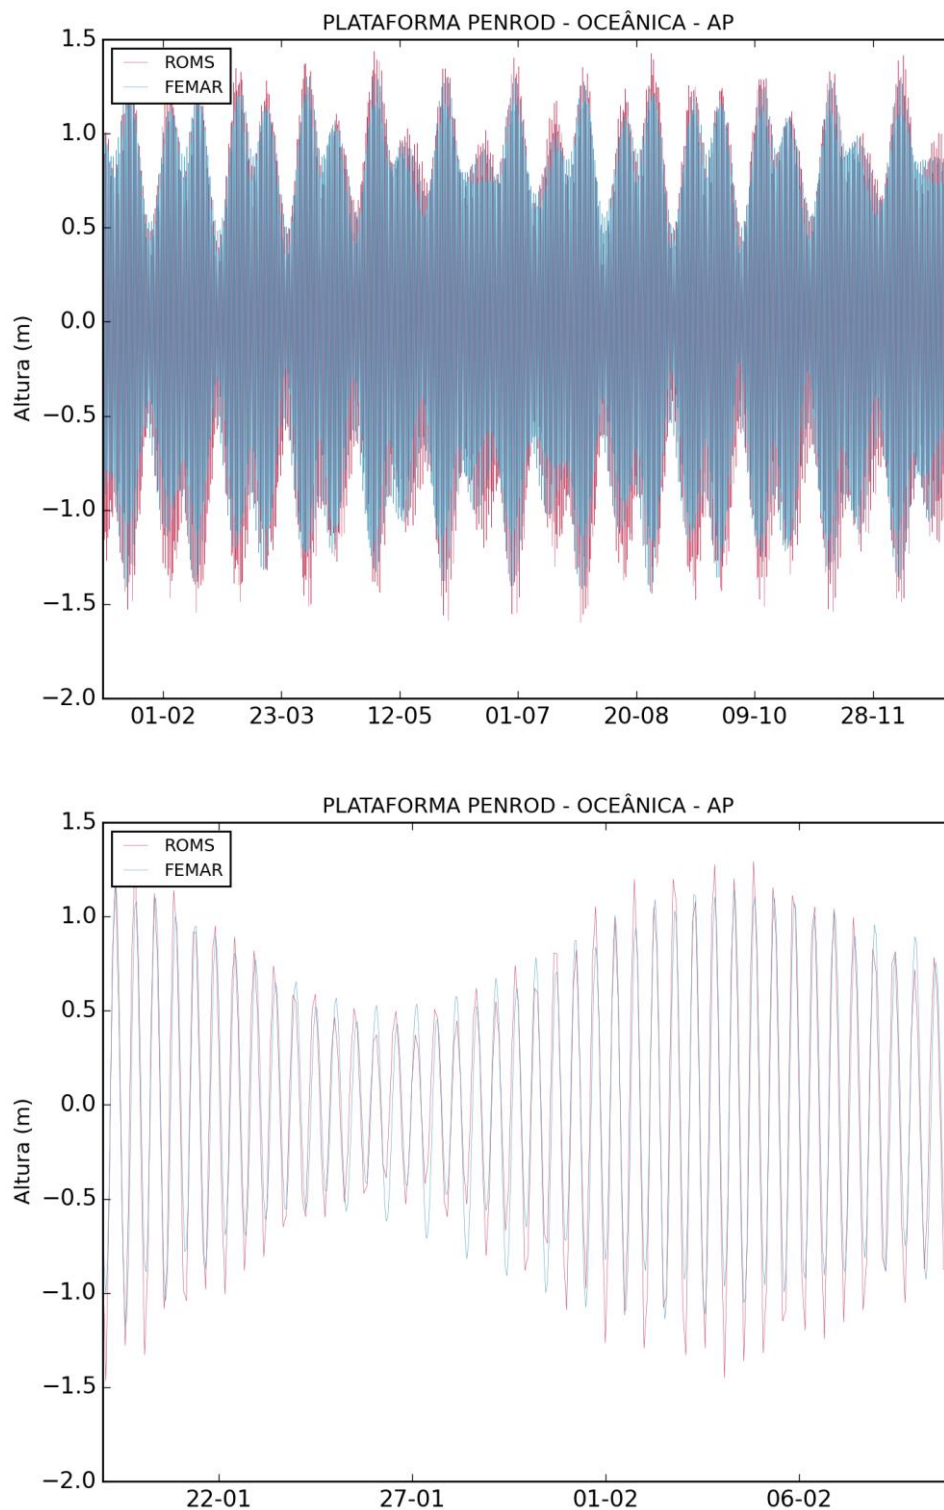 PLATAFORMA PENROD - OCEÂNICA - AP
1.5
ROMS
FEMAR
1.0
0.5
0.0
Altura (m)
−0.5
−1.0
−1.5
−2.0
01-02 23-03 12-05 01-07 20-08 09-10 28-11
PLATAFORMA PENROD - OCEÂNICA - AP
1.5
ROMS
FEMAR
1.0
0.5
0.0
Altura (m)
−0.5
−1.0
−1.5
−2.0
22-01 27-01 01-02 06-02